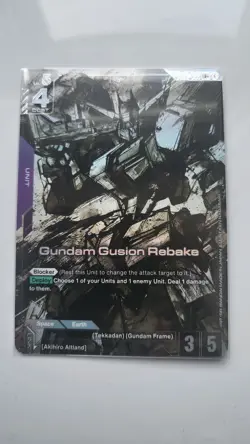 4
UNIT
Gundam Gusion Rebake
Blocker (Rest this Unit to change the attack target to it.)
Deploy Choose 1 of your Units and 1 enemy Unit. Deal 1 damage
to them.
Space Earth
(Tekkadan) (Gundam Frame)
[Akihiro Altland]
3 5